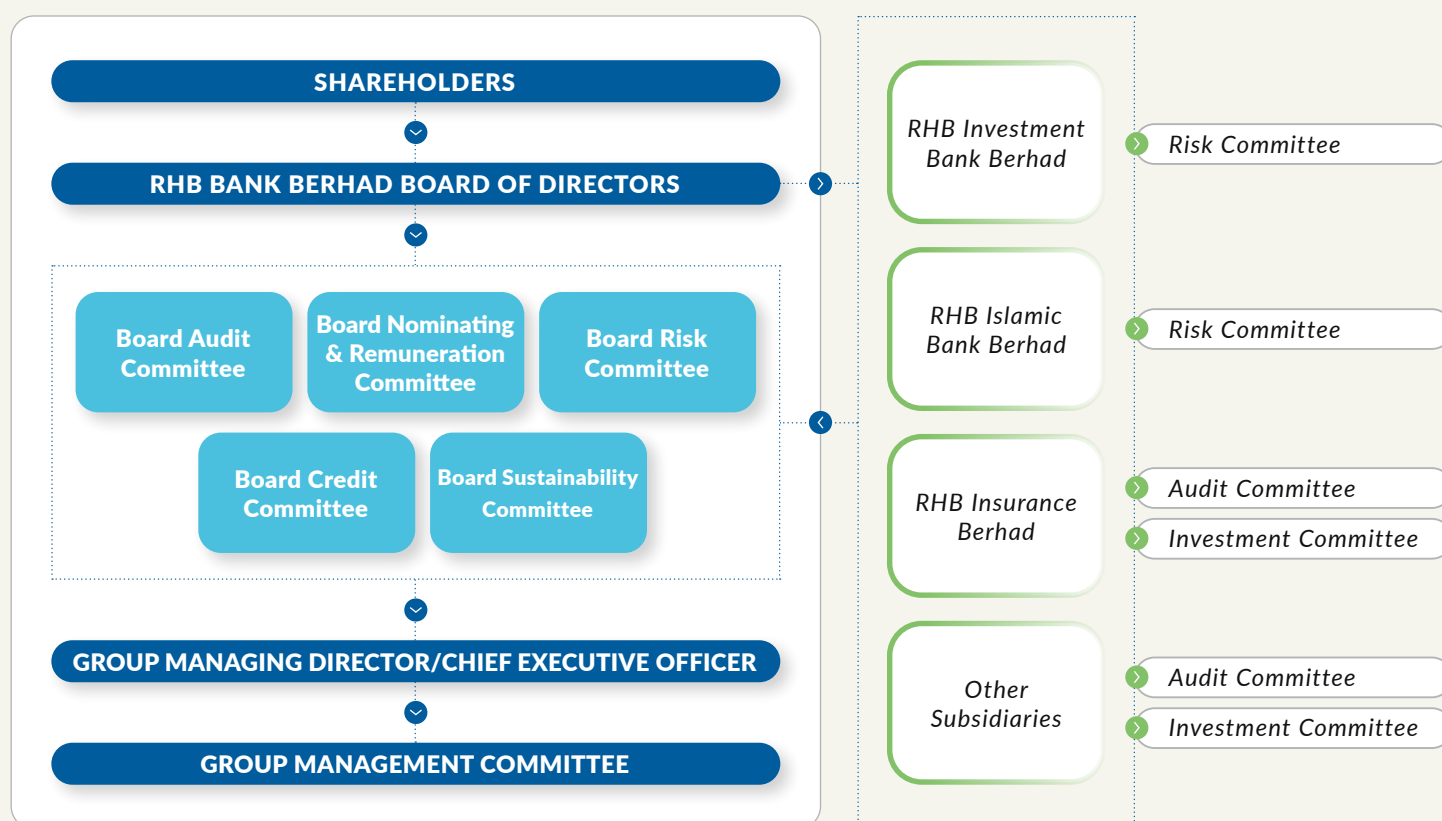 SHAREHOLDERS
RHB BANK BERHAD BOARD OF DIRECTORS
Board Audit
Committee
Board Nominating
& Remuneration
Committee
Board Risk
Committee
Board Credit
Committee
Board Sustainability
Committee
GROUP MANAGING DIRECTOR/CHIEF EXECUTIVE OFFICER
GROUP MANAGEMENT COMMITTEE
RHB Investment
Bank Berhad
Risk Committee
RHB Islamic
Bank Berhad
Risk Committee
RHB Insurance
Berhad
Audit Committee
Investment Committee
Other
Subsidiaries
Audit Committee
Investment Committee